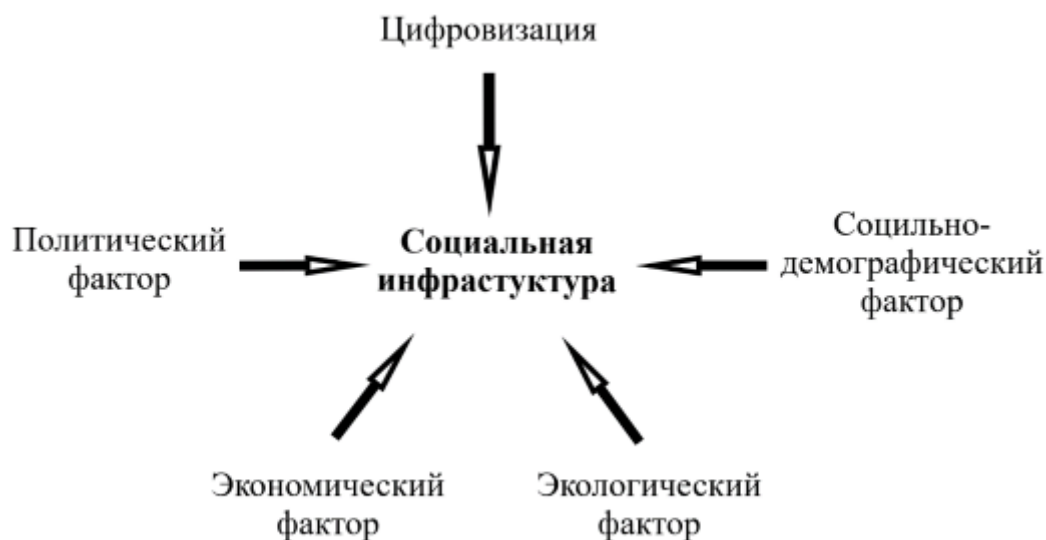 Цифровизация
Политический
фактор
Социальная
инфрастуктура
Социльно-
демографический
фактор
Экономический
фактор
Экологический
фактор